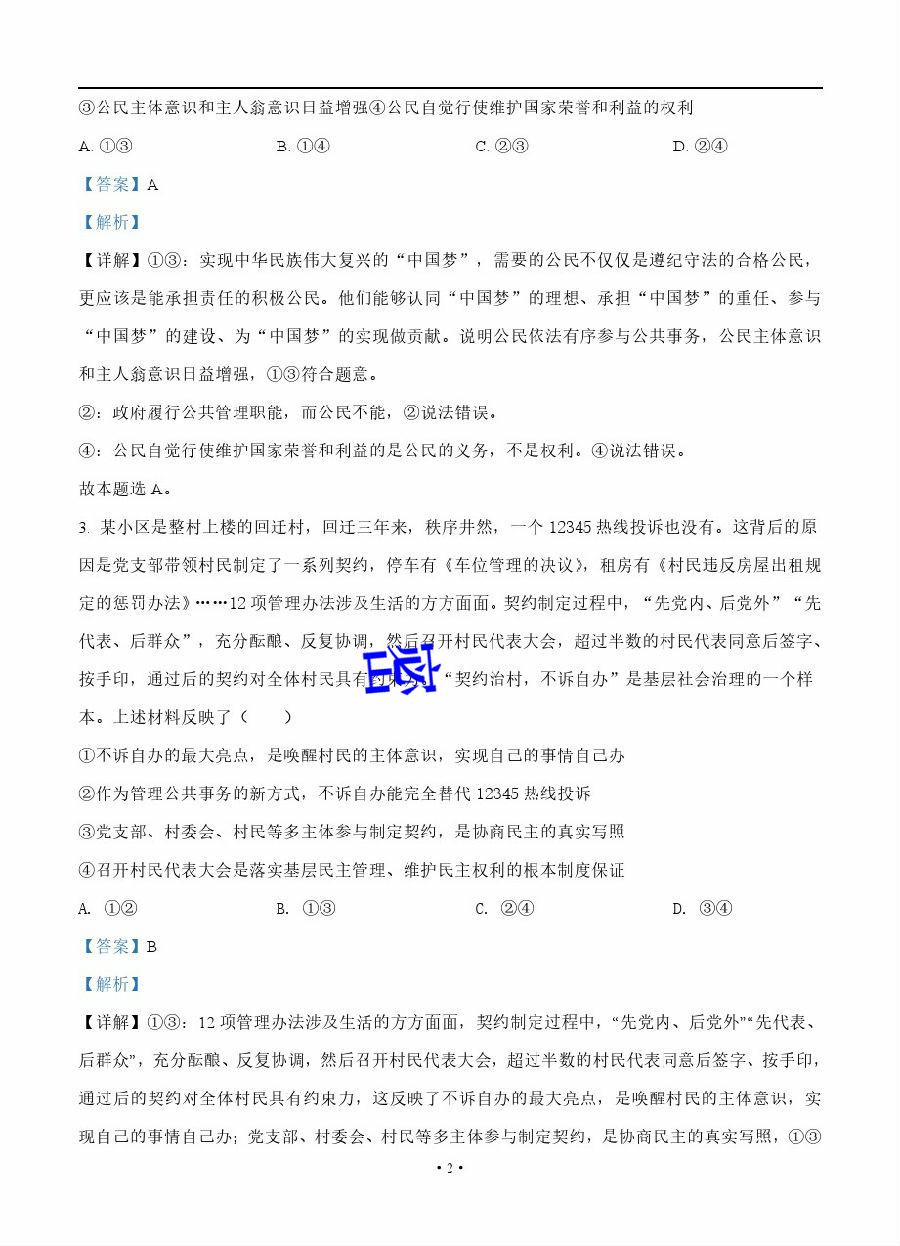 ③公民主体意识和主人翁意识日益增强④公民自觉行使维护国家荣誉和利益的权利
A. ①③ B. ①④ C. ②③ D. ②④
【答案】A
【解析】
【详解】①③：实现中华民族伟大复兴的“中国梦”，需要的公民不仅仅是遵纪守法的合格公民，
更应该是能承担责任的积极公民。他们能够认同“中国梦”的理想、承担“中国梦”的重任、参与
“中国梦”的建设、为“中国梦”的实现做贡献。说明公民依法有序参与公共事务，公民主体意识
和主人翁意识日益增强，①③符合题意。
②：政府履行公共管理职能，而公民不能，②说法错误。
④：公民自觉行使维护国家荣誉和利益的是公民的义务，不是权利。④说法错误。
故本题选 A。
3. 某小区是整村上楼的回迁村，回迁三年来，秩序井然，一个 12345 热线投诉也没有。这背后的原
因是党支部带领村民制定了一系列契约，停车有《车位管理的决议》，租房有《村民违反房屋出租规
定的惩罚办法》……12 项管理办法涉及生活的方方面面。契约制定过程中，“先党内、后党外”“先
代表、后群众”，充分酝酿、反复协调，然后召开村民代表大会，超过半数的村民代表同意后签字、
按手印，通过后的契约对全体村民具有约束力。“契约治村，不诉自办”是基层社会治理的一个样
本。上述材料反映了（　　）
①不诉自办的最大亮点，是唤醒村民的主体意识，实现自己的事情自己办
②作为管理公共事务的新方式，不诉自办能完全替代 12345 热线投诉
③党支部、村委会、村民等多主体参与制定契约，是协商民主的真实写照
④召开村民代表大会是落实基层民主管理、维护民主权利的根本制度保证
A. ①② B. ①③ C. ②④ D. ③④
【答案】B
【解析】
【详解】①③：12 项管理办法涉及生活的方方面面，契约制定过程中，“先党内、后党外”“先代表、
后群众”，充分酝酿、反复协调，然后召开村民代表大会，超过半数的村民代表司意后签字、按手印，
通过后的契约对全体村民具有约束力，这反映了不诉自办的最大亮点，是唤醒村民的主体意识，实
现自己的事情自己办；党支部、村委会、村民等多主体参与制定契约，是协商民主的真实写照，①③
·2·